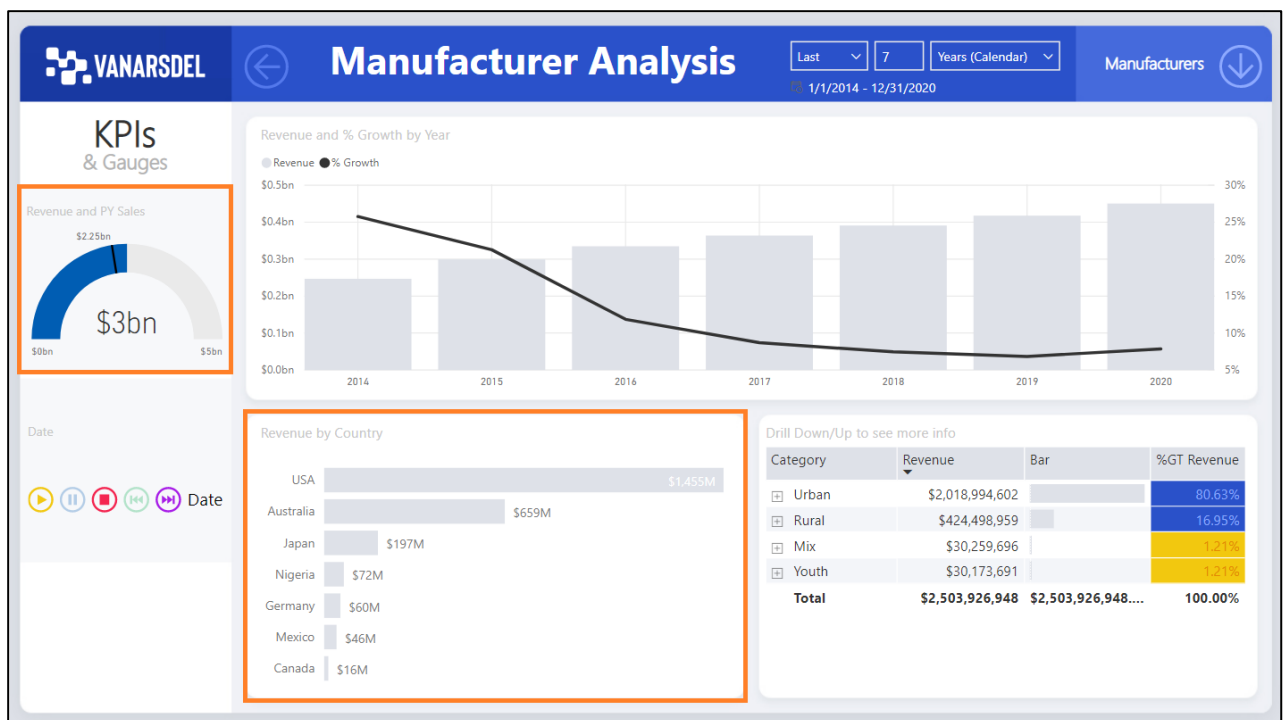 VANARSDEL
Manufacturer Analysis
Last
7
Years (Calendar)
1/1/2014 - 12/31/2020
Manufacturers
KPIs
& Gauges
Revenue and PY Sales
$2.25bn
$3bn
$0bn
$5bn
Date
Date
Revenue and % Growth by Year
Revenue % Growth
$0.5bn
30%
$0.4bn
25%
$0.3bn
20%
$0.2bn
15%
$0.1bn
10%
$0.0bn
5%
2014 2015 2016 2017 2018 2019 2020
Revenue by Country
USA $1.455M
Australia $659M
Japan $197M
Nigeria $72M
Germany $60M
Mexico $46M
Canada $16M
Drill Down/Up to see more info
Category Revenue Bar %GT Revenue
Urban $2,018,994,602 80.63%
Rural $424,498,959 16.95%
Mix $30,259,696 1.21%
Youth $30,173,691 1.21%
Total $2,503,926,948 $2,503,926,948.... 100.00%